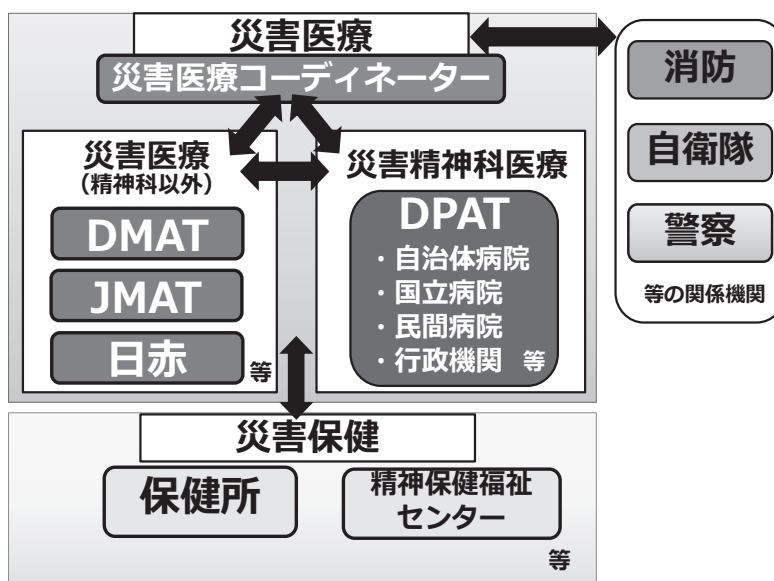 災害医療
災害医療コーディネーター
災害医療
（精神科以外）
DMAT
JMAT
日赤
等
災害精神科医療
DPAT
・自治体病院
・国立病院
・民間病院
・行政機関　等
消防
自衛隊
警察
等の関係機関
災害保健
保健所
精神保健福祉
センター
等